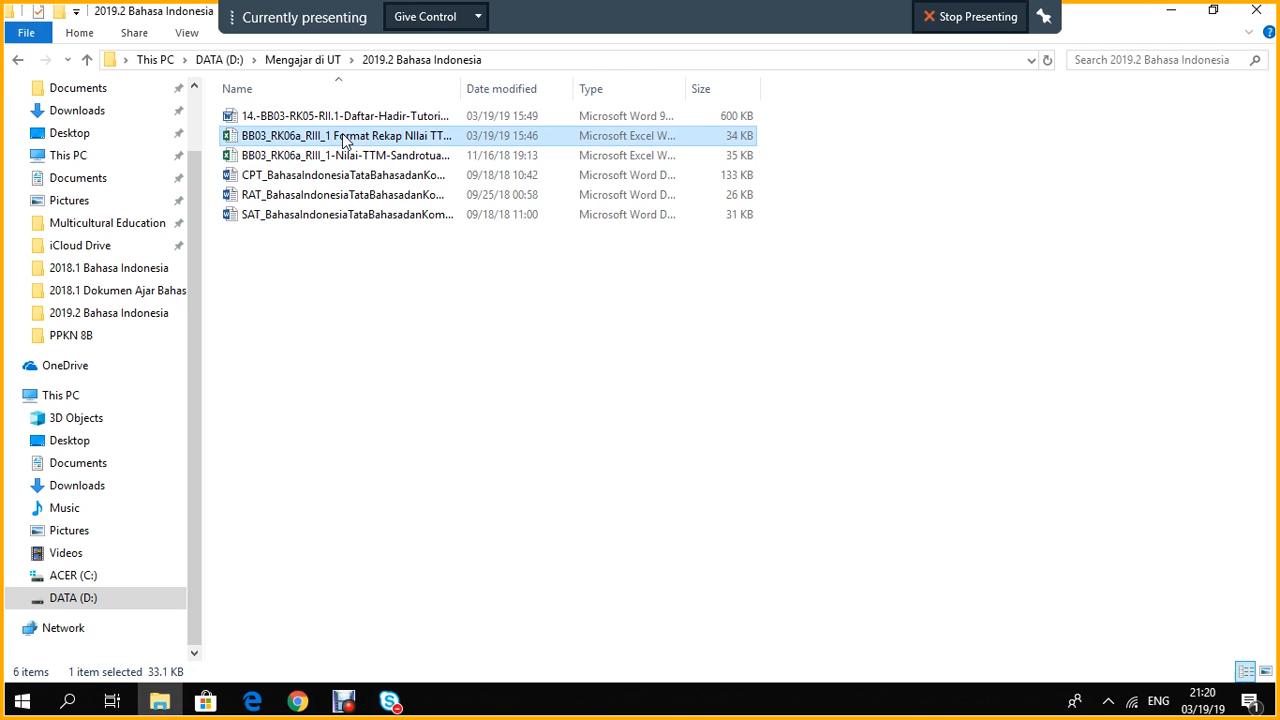 2019.2 Bahasa Indonesia
Currently presenting
Give Control
Stop Presenting
File Home Share View
This PC DATA (D:) Mengajar di UT 2019.2 Bahasa Indonesia
Search 2019.2 Bahasa Indonesia
Name Date modified Type Size
14.-BB03-RK05-RII.1-Daftar-Hadir-Tutori... 03/19/19 15:49 Microsoft Word 9... 600 KB
BB03_RK06a_RIII_1 Format Rekap NIlai TT... 03/19/19 15:46 Microsoft Excel W... 34 KB
BB03_RK06a_RIII_1-Nilai-TTM-Sandrotua... 11/16/18 19:13 Microsoft Excel W... 35 KB
CPT_BahasaIndonesiaTataBahasadanKo... 09/18/18 10:42 Microsoft Word D... 133 KB
RAT_BahasaIndonesiaTataBahasadanKo... 09/25/18 00:58 Microsoft Word D... 26 KB
SAT_BahasaIndonesiaTataBahasadanKom... 09/18/18 11:00 Microsoft Word D... 31 KB
Documents
Downloads
Desktop
This PC
Documents
Pictures
Multicultural Education
iCloud Drive
2018.1 Bahasa Indonesia
2018.1 Dokumen Ajar Bahas
2019.2 Bahasa Indonesia
PPKN 8B
OneDrive
This PC
3D Objects
Desktop
Documents
Downloads
Music
Pictures
Videos
ACER (C:)
DATA (D:)
Network
6 items 1 item selected 33.1 KB
ENG
21:20
03/19/19
1